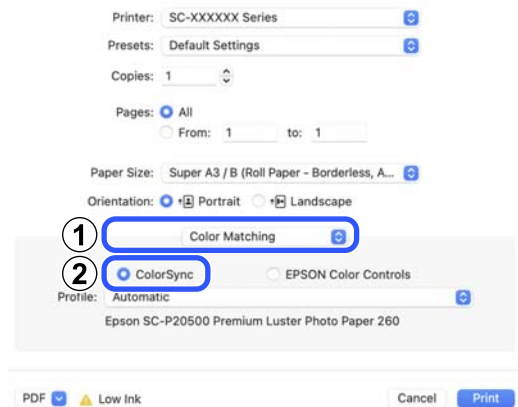 Printer: SC-XXXXXX Series
Presets: Default Settings
Copies: 1
Pages: All
From: 1 to: 1
Paper Size: Super A3 / B (Roll Paper - Borderless, A...
Orientation: Portrait Landscape
1 Color Matching
2 ColorSync EPSON Color Controls
Profile: Automatic
Epson SC-P20500 Premium Luster Photo Paper 260
PDF Low Ink Cancel Print